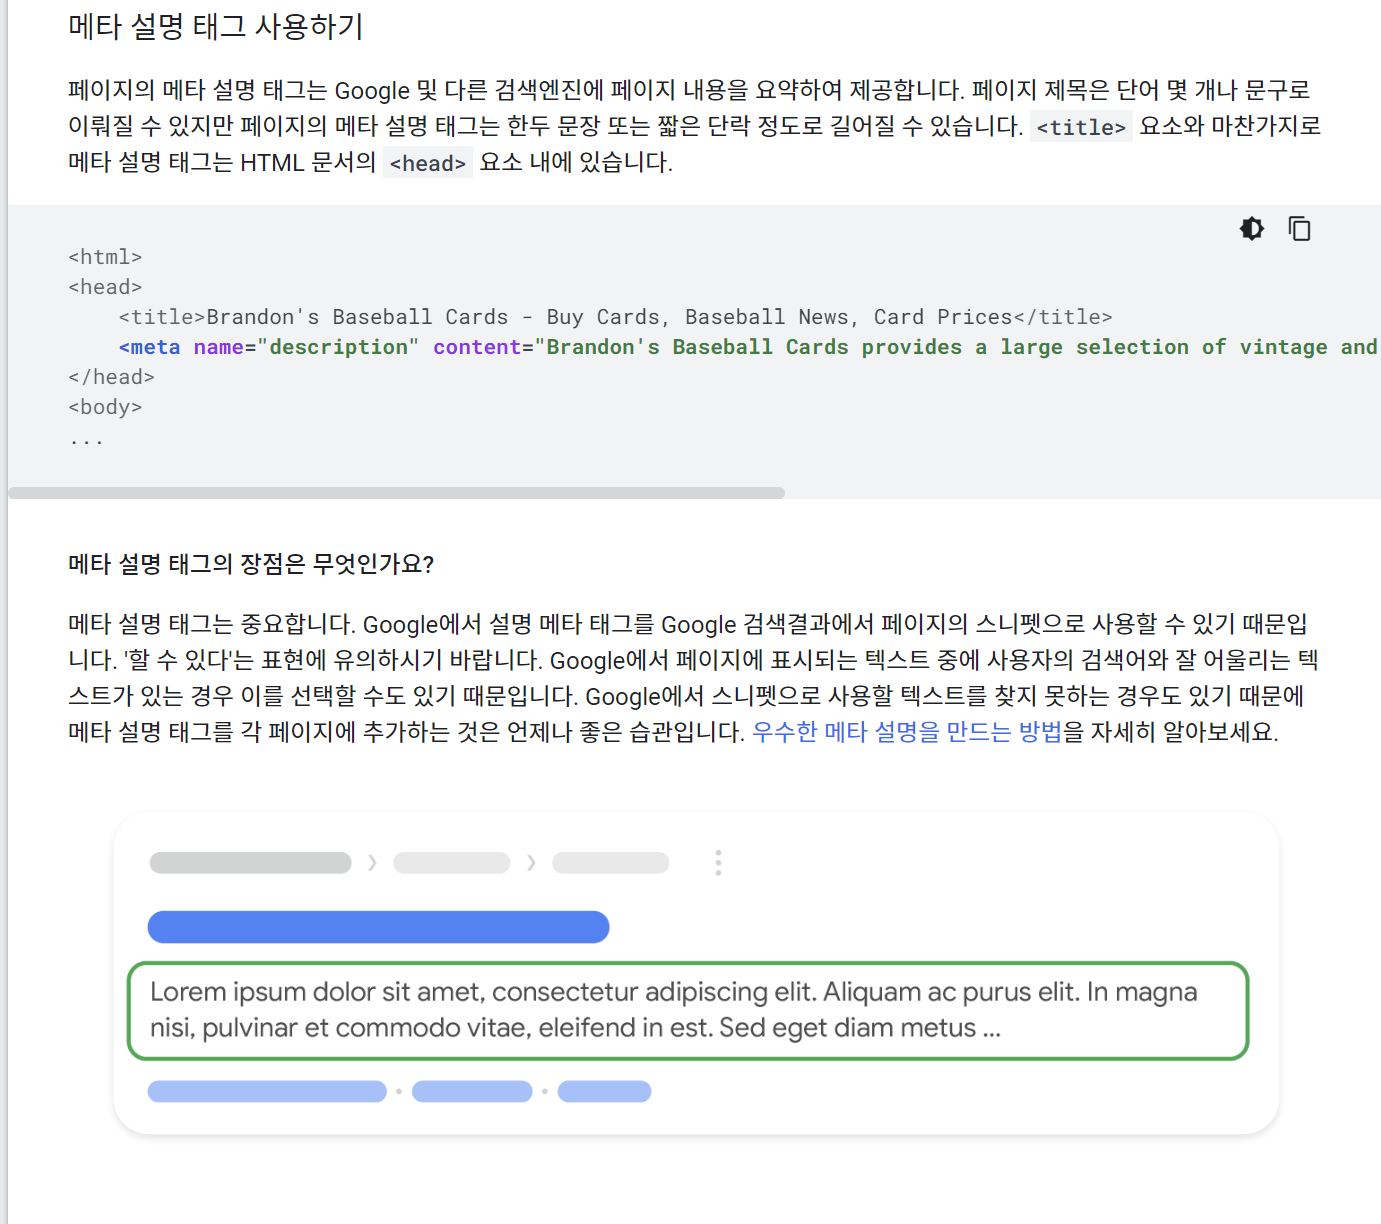 메타 설명 태그 사용하기
페이지의 메타 설명 태그는 Google 및 다른 검색엔진에 페이지 내용을 요약하여 제공합니다. 페이지 제목은 단어 몇 개나 문구로
이뤄질 수 있지만 페이지의 메타 설명 태그는 한두 문장 또는 짧은 단락 정도로 길어질 수 있습니다. <title> 요소와 마찬가지로
메타 설명 태그는 HTML 문서의 <head> 요소 내에 있습니다.
<html>
<head>
    <title>Brandon's Baseball Cards - Buy Cards, Baseball News, Card Prices</title>
    <meta name="description" content="Brandon's Baseball Cards provides a large selection of vintage and
</head>
<body>
...
메타 설명 태그의 장점은 무엇인가요?
메타 설명 태그는 중요합니다. Google에서 설명 메타 태그를 Google 검색결과에서 페이지의 스니펫으로 사용할 수 있기 때문입
니다. '할 수 있다'는 표현에 유의하시기 바랍니다. Google에서 페이지에 표시되는 텍스트 중에 사용자의 검색어와 잘 어울리는 텍
스트가 있는 경우 이를 선택할 수도 있기 때문입니다. Google에서 스니펫으로 사용할 텍스트를 찾지 못하는 경우도 있기 때문에
메타 설명 태그를 각 페이지에 추가하는 것은 언제나 좋은 습관입니다. 우수한 메타 설명을 만드는 방법을 자세히 알아보세요.
Lorem ipsum dolor sit amet, consectetur adipiscing elit. Aliquam ac purus elit. In magna
nisi, pulvinar et commodo vitae, eleifend in est. Sed eget diam metus ...